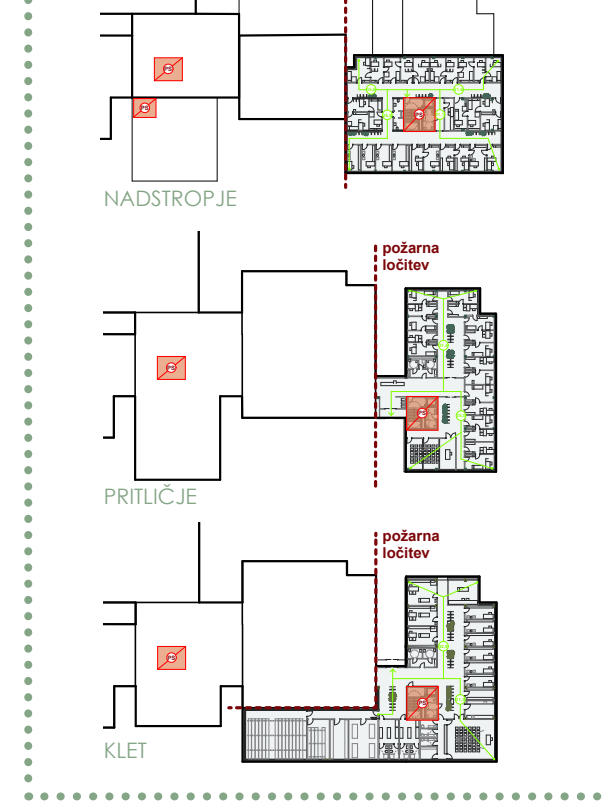 NADSTROPJE
požarna
ločitev
PRITLIČJE
požarna
ločitev
KLET